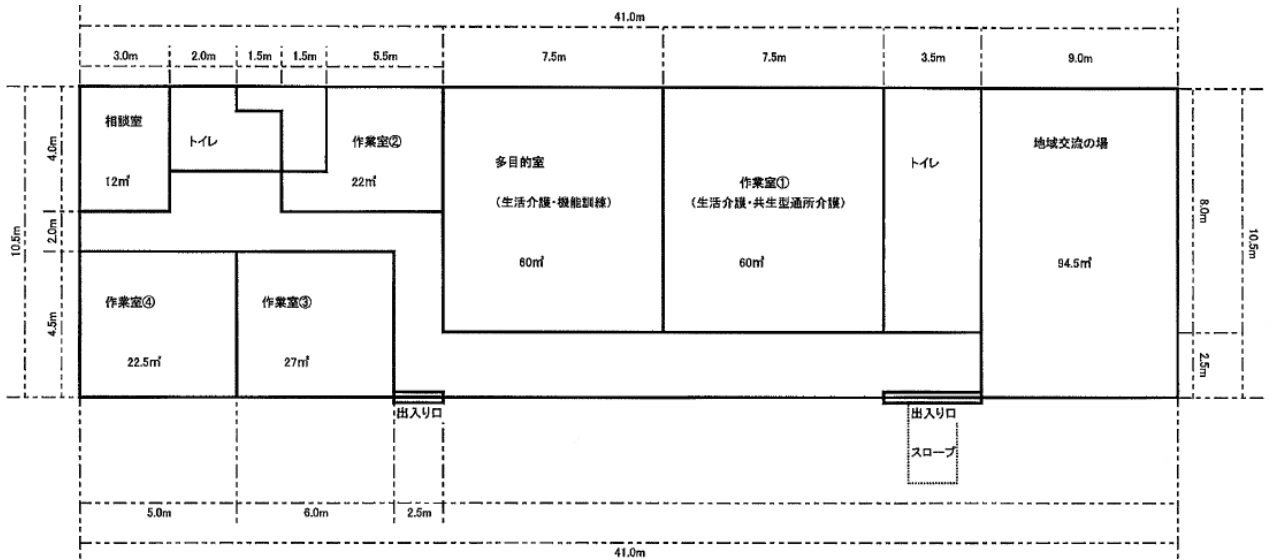 41.0m
3.0m 2.0m 1.5m 1.5m 5.5m 7.5m 7.5m 3.5m 9.0m
相談室
トイレ
作業室②
12㎡
22㎡
多目的室
(生活介護・機能訓練)
60㎡
作業室①
(生活介護・共生型通所介護)
60㎡
トイレ
地域交流の場
94.5㎡
4.0m
2.0m
4.5m
10.5m
8.0m
2.5m
10.5m
作業室④
22.5㎡
作業室③
27㎡
出入り口
出入り口
スロープ
5.0m 6.0m 2.5m
41.0m